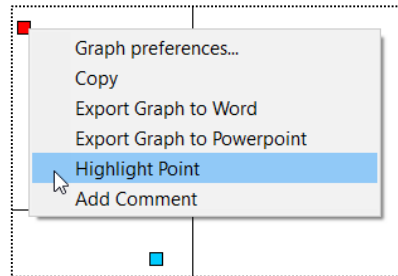 Graph preferences...
Copy
Export Graph to Word
Export Graph to Powerpoint
Highlight Point
Add Comment